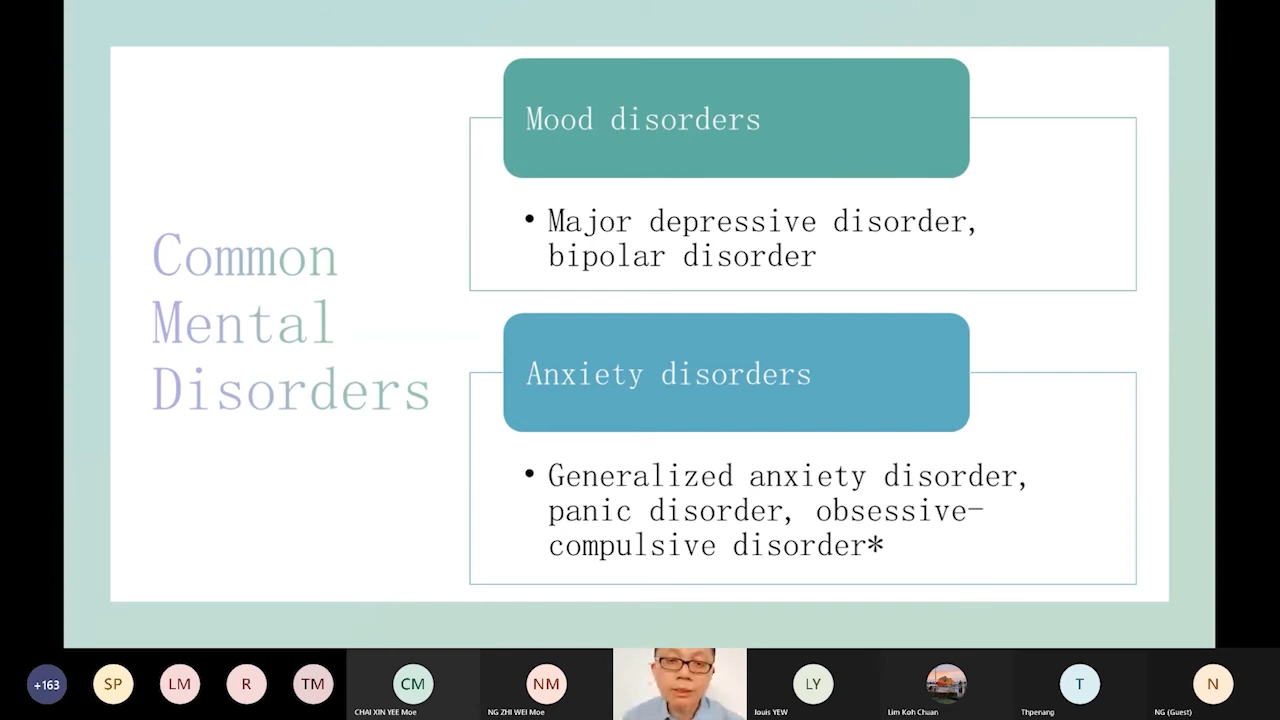 Common
Mental
Disorders
Mood disorders
• Major depressive disorder,
bipolar disorder
Anxiety disorders
• Generalized anxiety disorder,
panic disorder, obsessive-
compulsive disorder*
+163
SP
LM
R
TM
CM
NM
LY
T
N
CHAI XIN YEE Moe
NG ZHI WEI Moe
louis YEW
Lim Koh Chuan
Thpenang
NG (Guest)